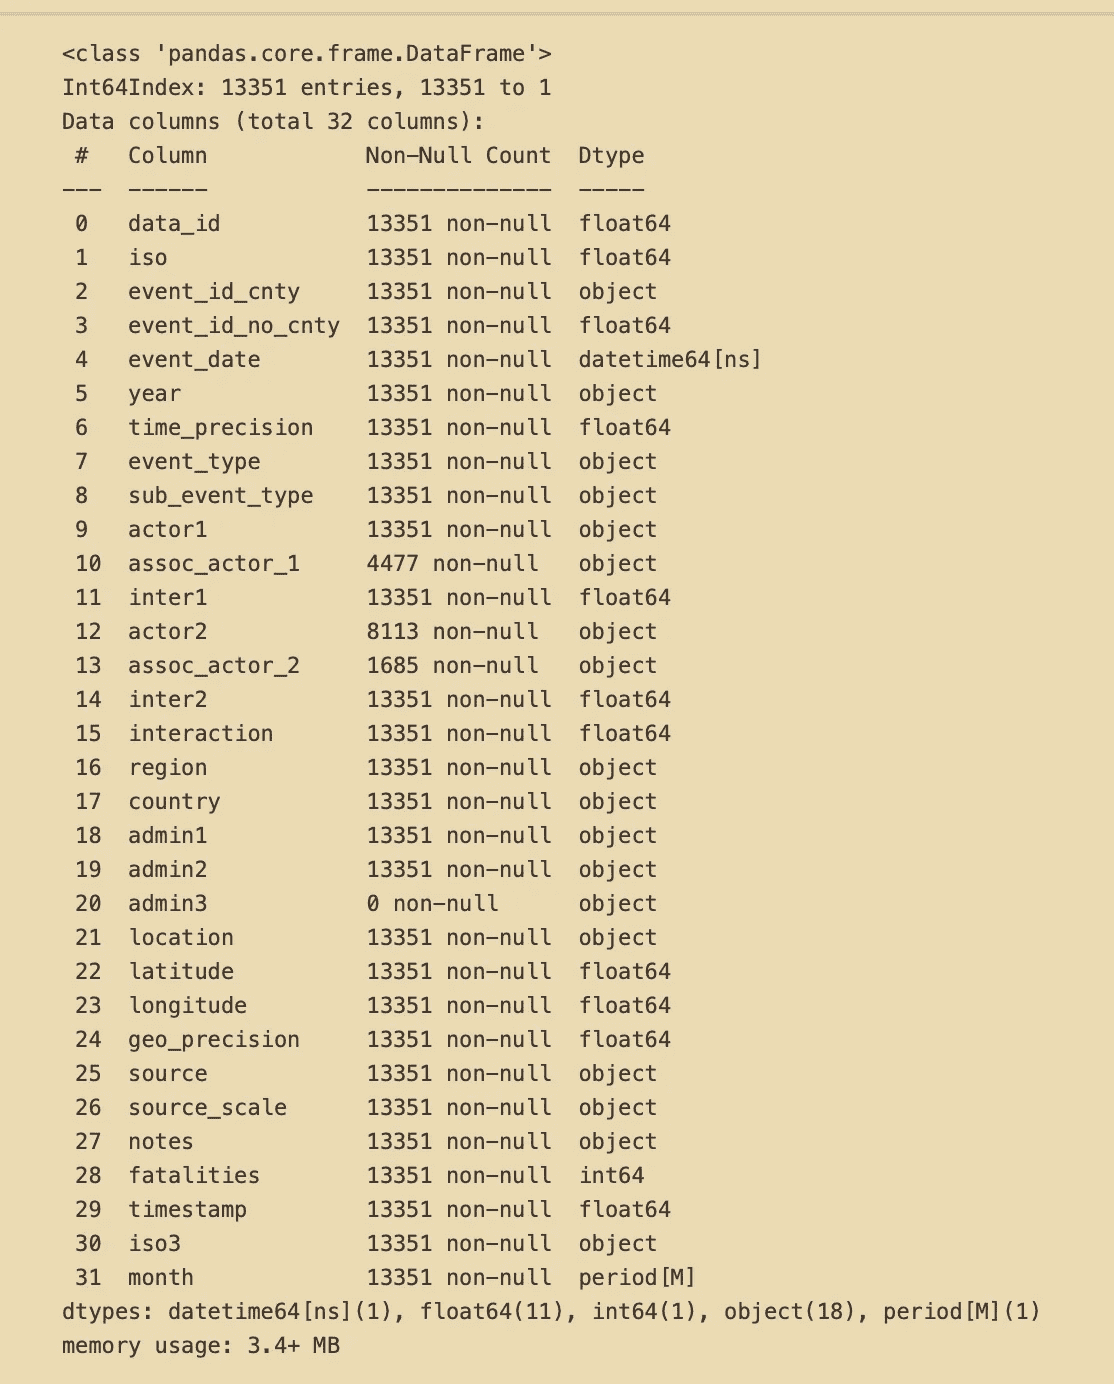 <class 'pandas.core.frame.DataFrame'>
Int64Index: 13351 entries, 13351 to 1
Data columns (total 32 columns):
 #   Column            Non-Null Count  Dtype
---  ------            --------------  -----
 0   data_id           13351 non-null  float64
 1   iso               13351 non-null  float64
 2   event_id_cnty     13351 non-null  object
 3   event_id_no_cnty  13351 non-null  float64
 4   event_date        13351 non-null  datetime64[ns]
 5   year              13351 non-null  object
 6   time_precision    13351 non-null  float64
 7   event_type        13351 non-null  object
 8   sub_event_type    13351 non-null  object
 9   actor1            13351 non-null  object
 10  assoc_actor_1     4477 non-null   object
 11  inter1            13351 non-null  float64
 12  actor2            8113 non-null   object
 13  assoc_actor_2     1685 non-null   object
 14  inter2            13351 non-null  float64
 15  interaction       13351 non-null  float64
 16  region            13351 non-null  object
 17  country           13351 non-null  object
 18  admin1            13351 non-null  object
 19  admin2            13351 non-null  object
 20  admin3            0 non-null      object
 21  location          13351 non-null  object
 22  latitude          13351 non-null  float64
 23  longitude         13351 non-null  float64
 24  geo_precision     13351 non-null  float64
 25  source            13351 non-null  object
 26  source_scale      13351 non-null  object
 27  notes             13351 non-null  object
 28  fatalities        13351 non-null  int64
 29  timestamp         13351 non-null  float64
 30  iso3              13351 non-null  object
 31  month             13351 non-null  period[M]
dtypes: datetime64[ns](1), float64(11), int64(1), object(18), period[M](1)
memory usage: 3.4+ MB